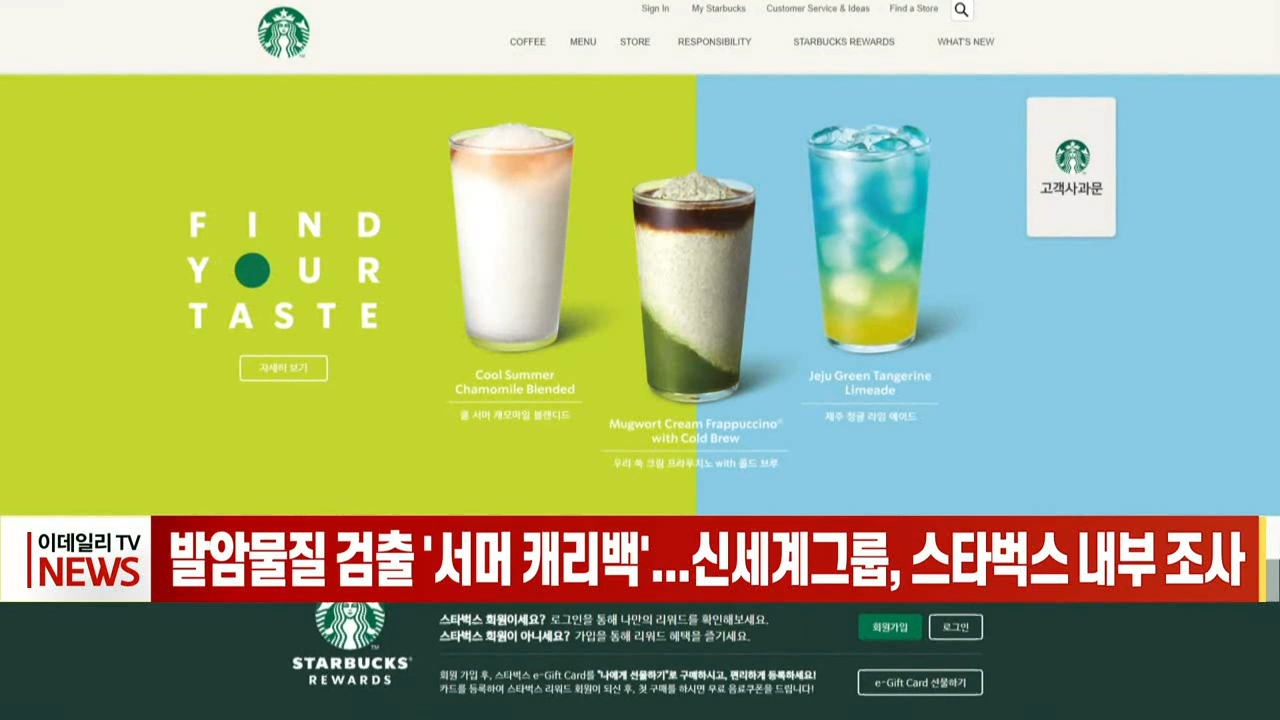 Sign In My Starbucks Customer Service & Ideas Find a Store
COFFEE MENU STORE RESPONSIBILITY STARBUCKS REWARDS WHAT'S NEW
FIND
YOUR
TASTE
자세히 보기
Cool Summer
Chamomile Blended
쿨 서머 캐모마일 블렌디드
Mugwort Cream Frappuccino®
with Cold Brew
우리 쑥 크림 프라푸치노 with 콜드 브루
Jeju Green Tangerine
Limeade
제주 청귤 라임 에이드
고객사과문
이데일리 TV
NEWS
발암물질 검출 '서머 캐리백'...신세계그룹, 스타벅스 내부 조사
STARBUCKS
REWARDS
스타벅스 회원이세요? 로그인을 통해 나만의 리워드를 확인해보세요.
스타벅스 회원이 아니세요? 가입을 통해 리워드 혜택을 즐기세요.
회원가입
로그인
회원 가입 후, 스타벅스 e-Gift Card를 "나에게 선물하기"로 구매하시고, 편리하게 등록하세요!
카드를 등록하여 스타벅스 리워드 회원이 되신 후, 첫 구매를 하시면 무료 음료쿠폰을 드립니다!
e-Gift Card 선물하기